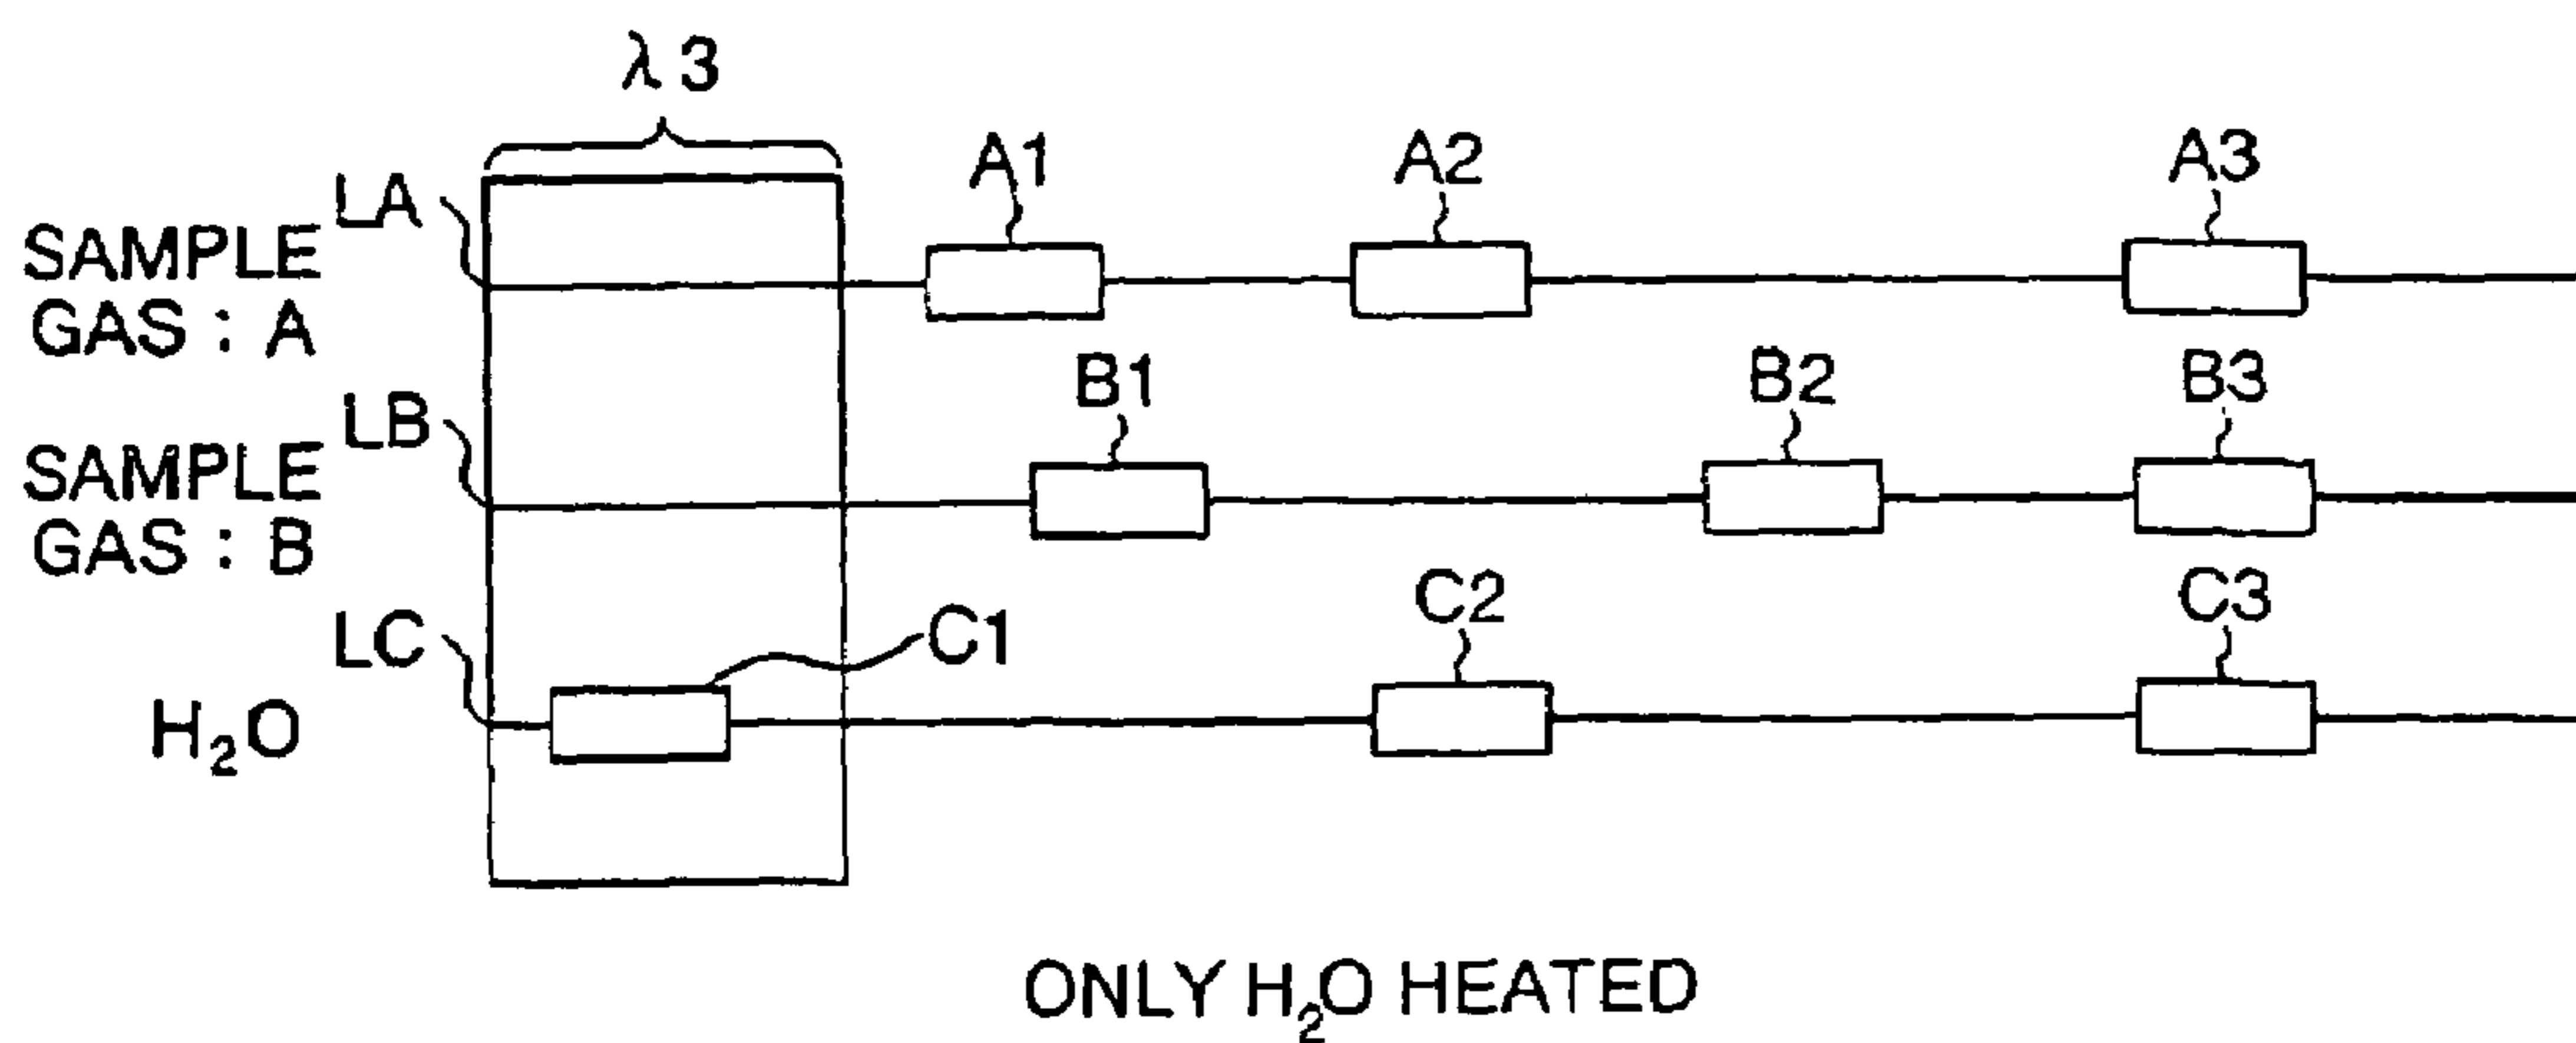 λ3
LA
A1
A2
A3
SAMPLE
GAS : A
LB
B1
B2
B3
SAMPLE
GAS : B
LC
C1
C2
C3
H₂O
ONLY H₂O HEATED